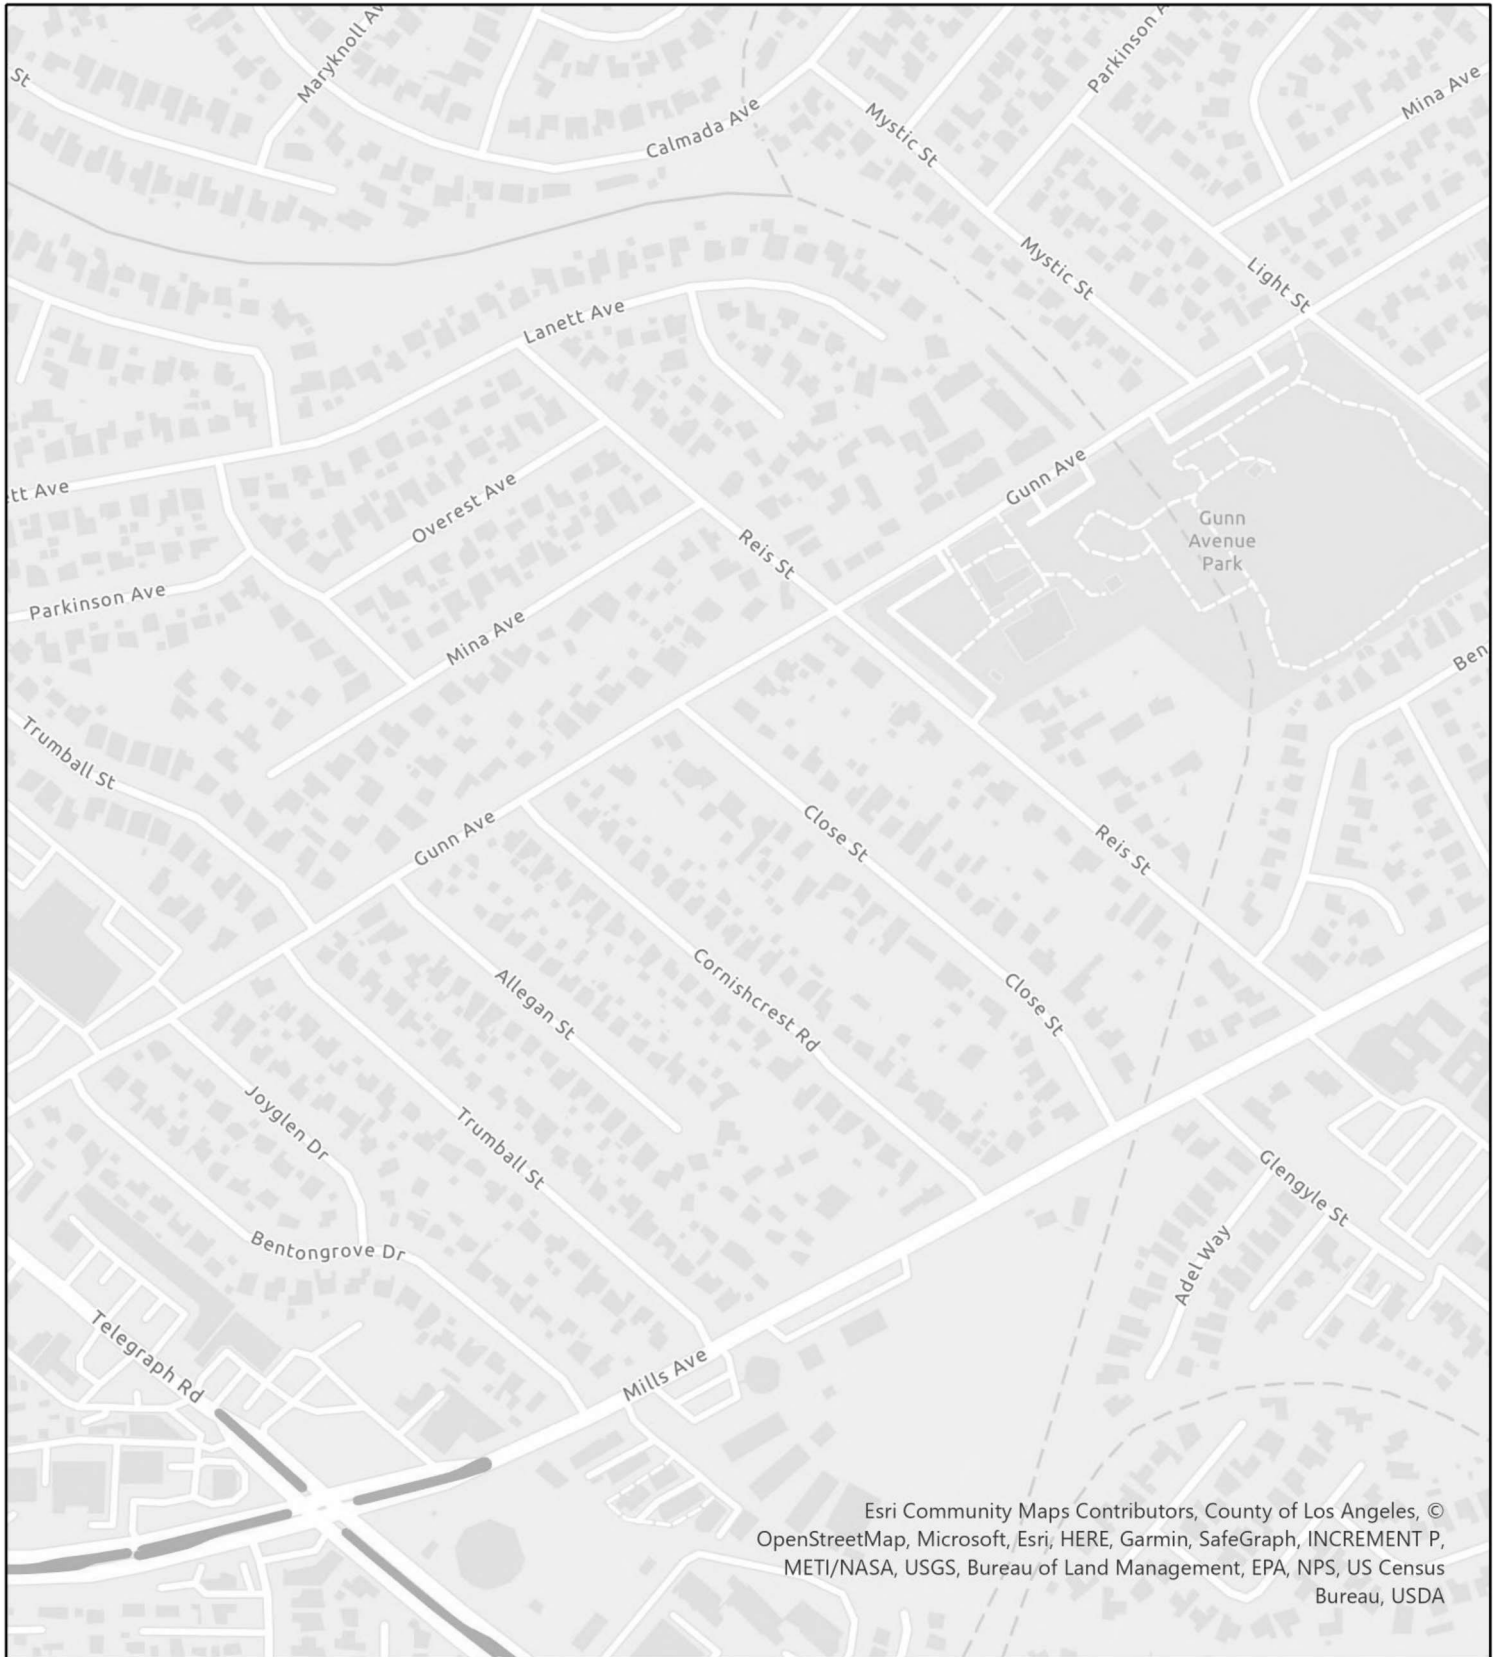 Maryknoll Av
Parkinson A
St
Mina Ave
Calmada Ave
Mystic St
Mystic St
Light St
Lanett Ave
Gunn Ave
tt Ave
Overest Ave
Gunn
Avenue
Park
Reis St
Parkinson Ave
Mina Ave
Ben
Trumball St
Gunn Ave
Close St
Reis St
Cornishcrest Rd
Allegan St
Close St
Joyglen Dr
Trumball St
Glengyle St
Bentongrove Dr
Adel Way
Telegraph Rd
Mills Ave
Esri Community Maps Contributors, County of Los Angeles, ©
OpenStreetMap, Microsoft, Esri, HERE, Garmin, SafeGraph, INCREMENT P,
METI/NASA, USGS, Bureau of Land Management, EPA, NPS, US Census
Bureau, USDA